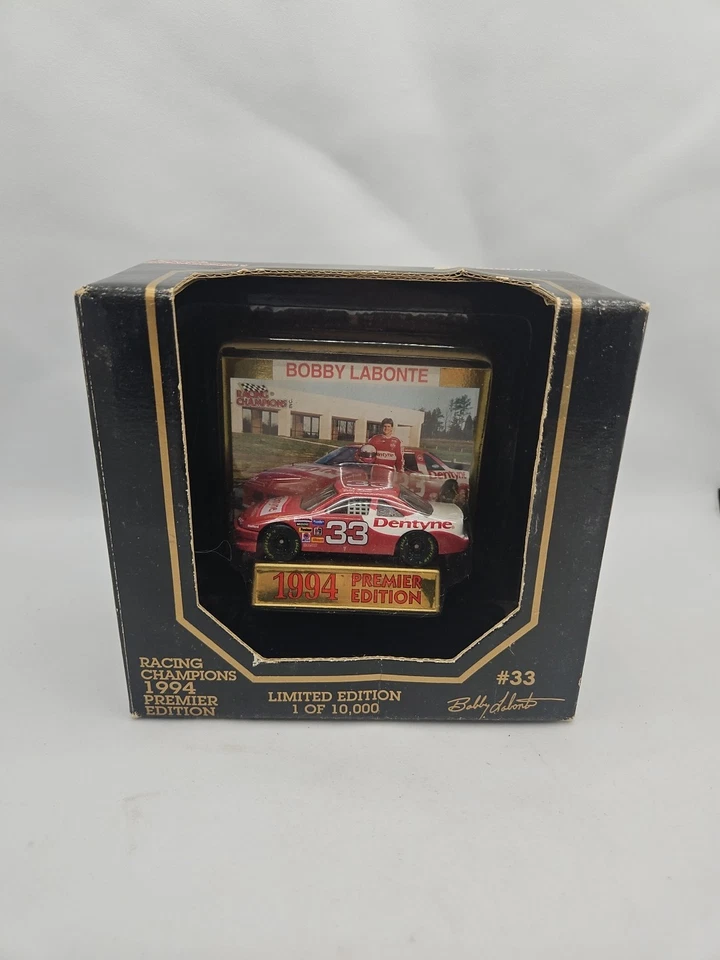 BOBBY LABONTE
RACING
CHAMPIONS
Dentyne
Dentyne
33
Dentyne
1994 PREMIER
EDITION
RACING
CHAMPIONS
1994
PREMIER
EDITION
LIMITED EDITION
1 OF 10,000
#33
Bobby Labonte